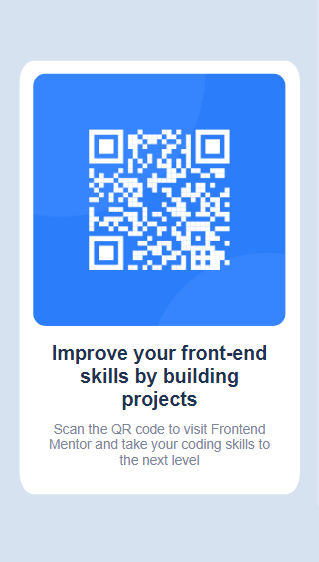 Improve your front-end
skills by building
projects
Scan the QR code to visit Frontend
Mentor and take your coding skills to
the next level